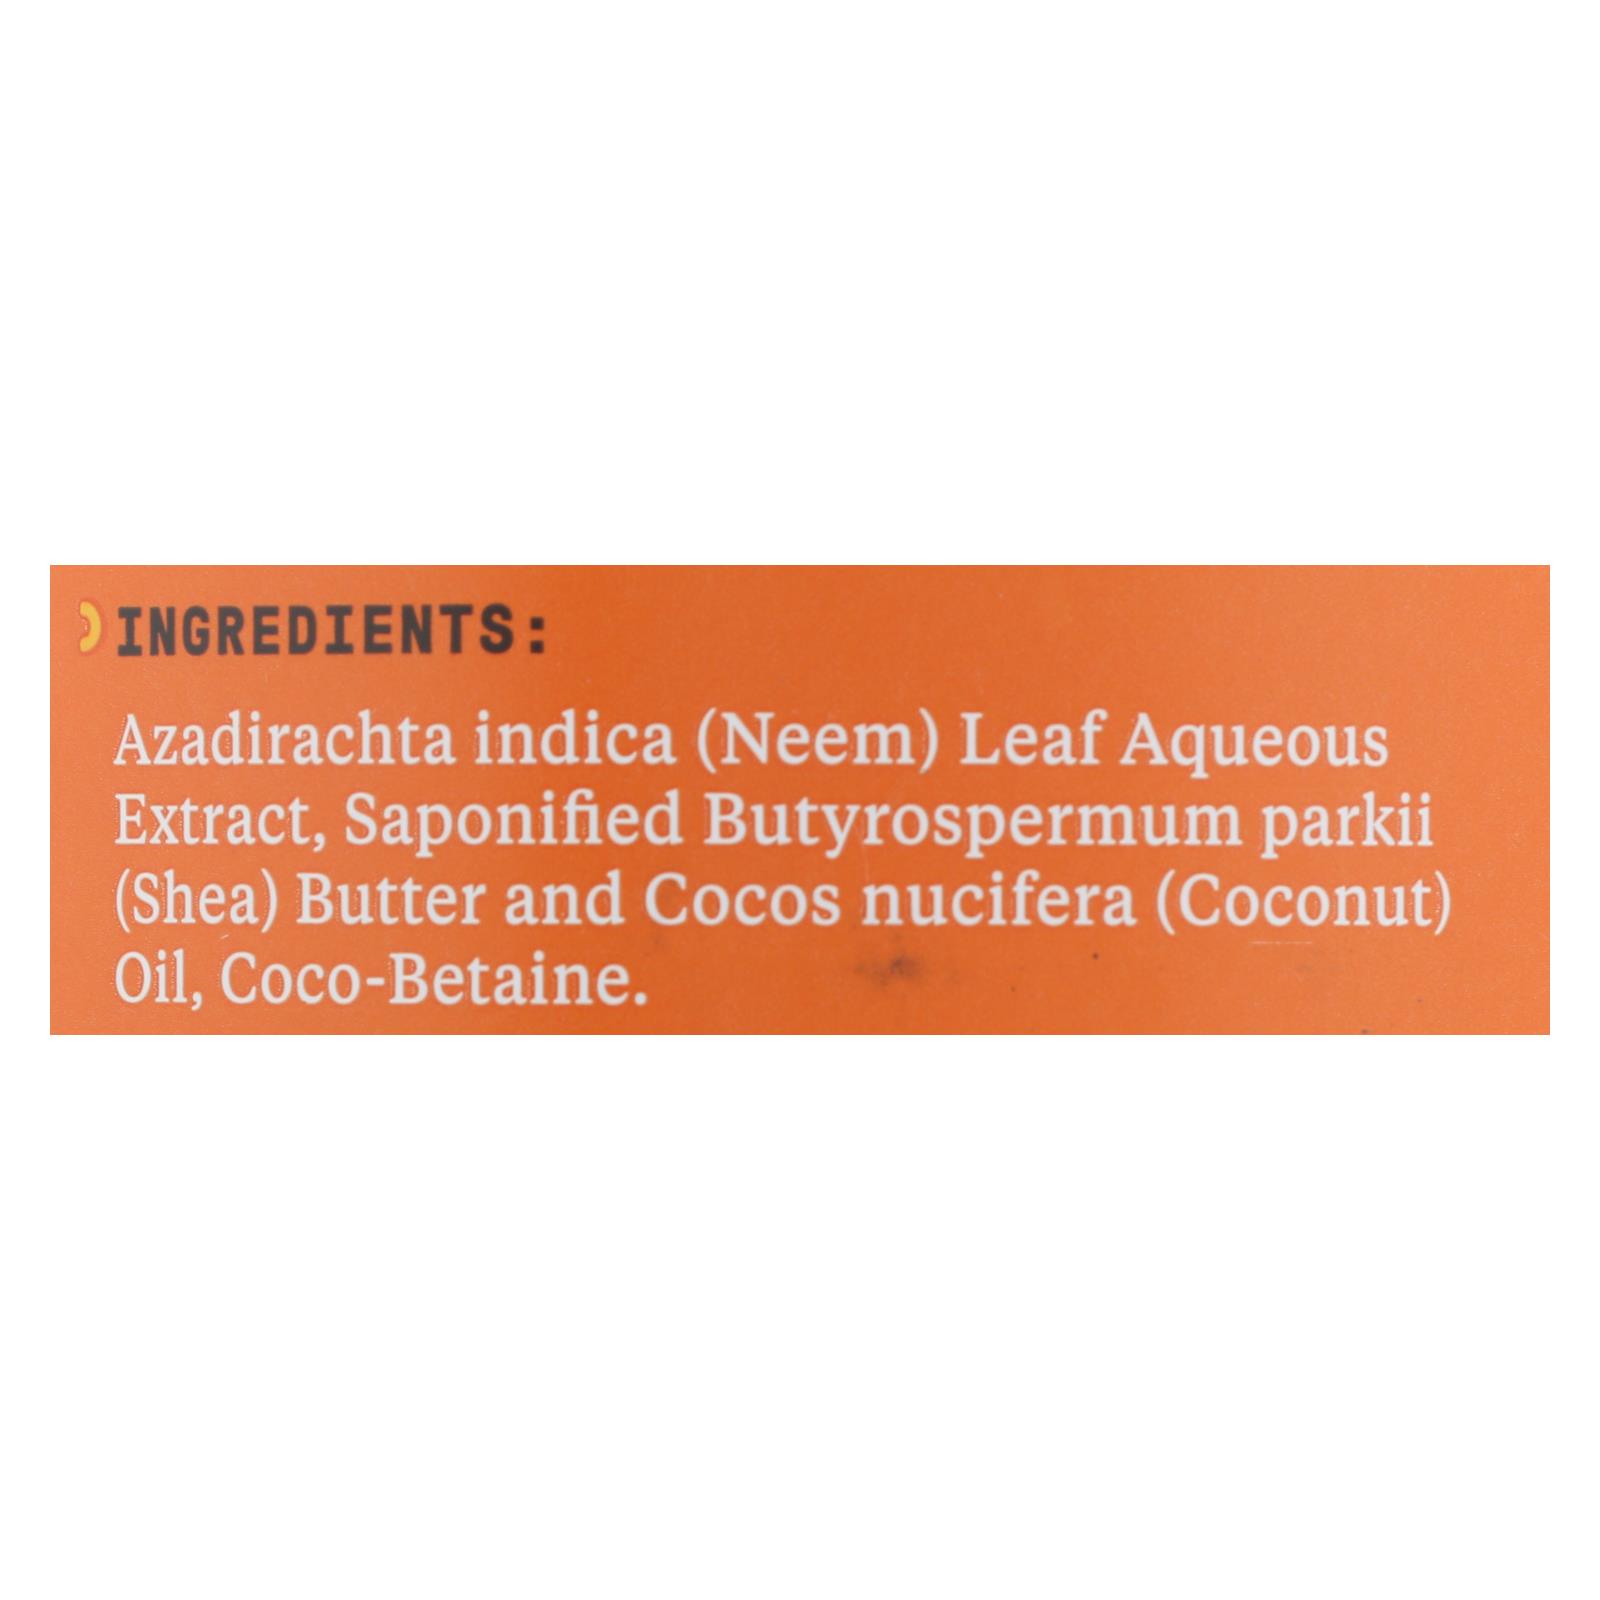 INGREDIENTS:
Azadirachta indica (Neem) Leaf Aqueous
Extract, Saponified Butyrospermum parkii
(Shea) Butter and Cocos nucifera (Coconut)
Oil, Coco-Betaine.